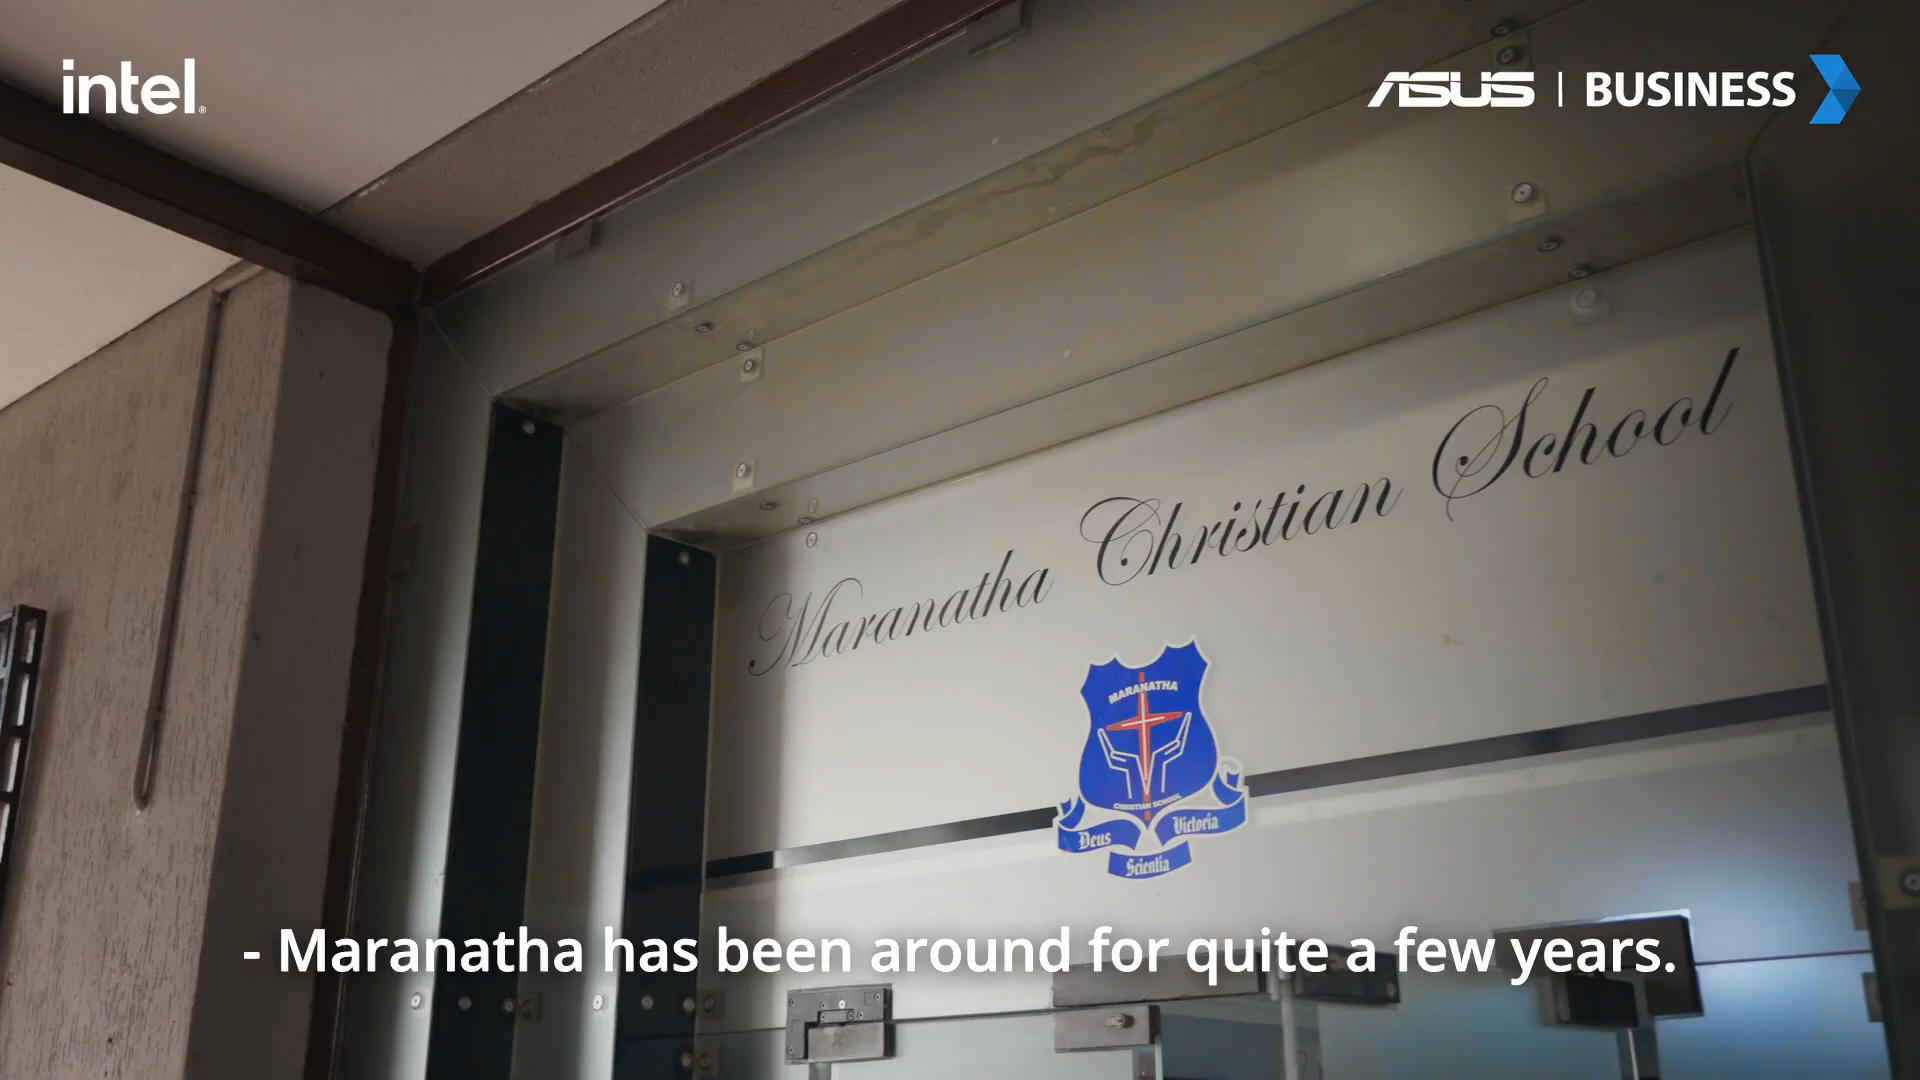 intel
ASUS | BUSINESS
Maranatha Christian School
MARANATHA
CHRISTIAN SCHOOL
Deus Victoria
Scientia
- Maranatha has been around for quite a few years.